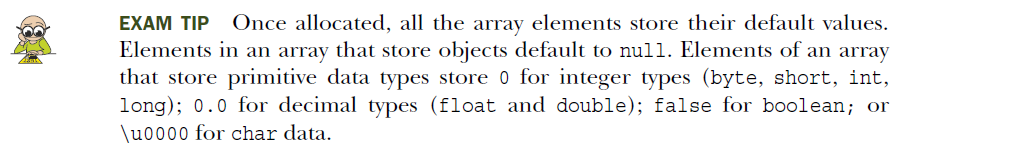 EXAM TIP Once allocated, all the array elements store their default values.
Elements in an array that store objects default to null. Elements of an array
that store primitive data types store 0 for integer types (byte, short, int,
long); 0.0 for decimal types (float and double); false for boolean; or
\u0000 for char data.